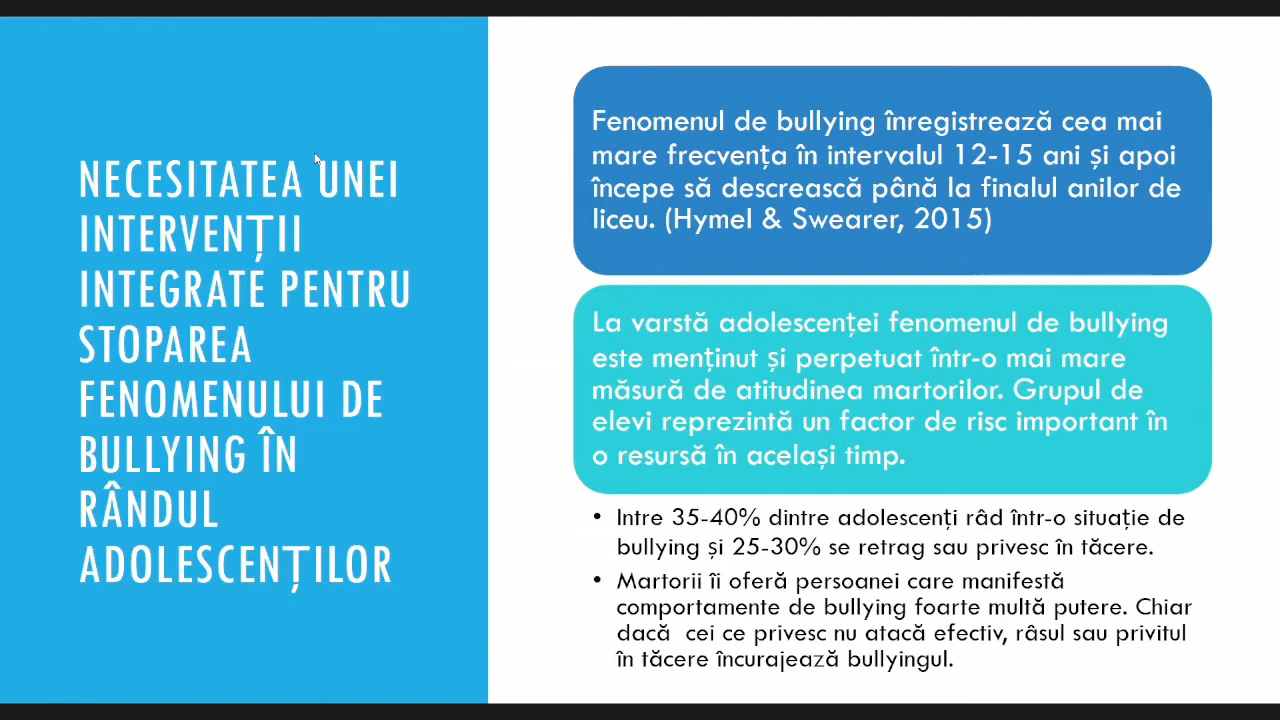 NECESITATEA UNEI
INTERVENȚII
INTEGRATE PENTRU
STOPAREA
FENOMENULUI DE
BULLYING ÎN
RÂNDUL
ADOLESCENȚILOR
Fenomenul de bullying înregistrează cea mai
mare frecvența în intervalul 12-15 ani și apoi
începe să descrească până la finalul anilor de
liceu. (Hymel & Swearer, 2015)
La varstă adolescenței fenomenul de bullying
este menținut și perpetuat într-o mai mare
măsură de atitudinea martorilor. Grupul de
elevi reprezintă un factor de risc important în
o resursă în același timp.
• Intre 35-40% dintre adolescenți râd într-o situație de
bullying și 25-30% se retrag sau privesc în tăcere.
• Martorii îi oferă persoanei care manifestă
comportamente de bullying foarte multă putere. Chiar
dacă cei ce privesc nu atacă efectiv, râsul sau privitul
în tăcere încurajează bullyingul.